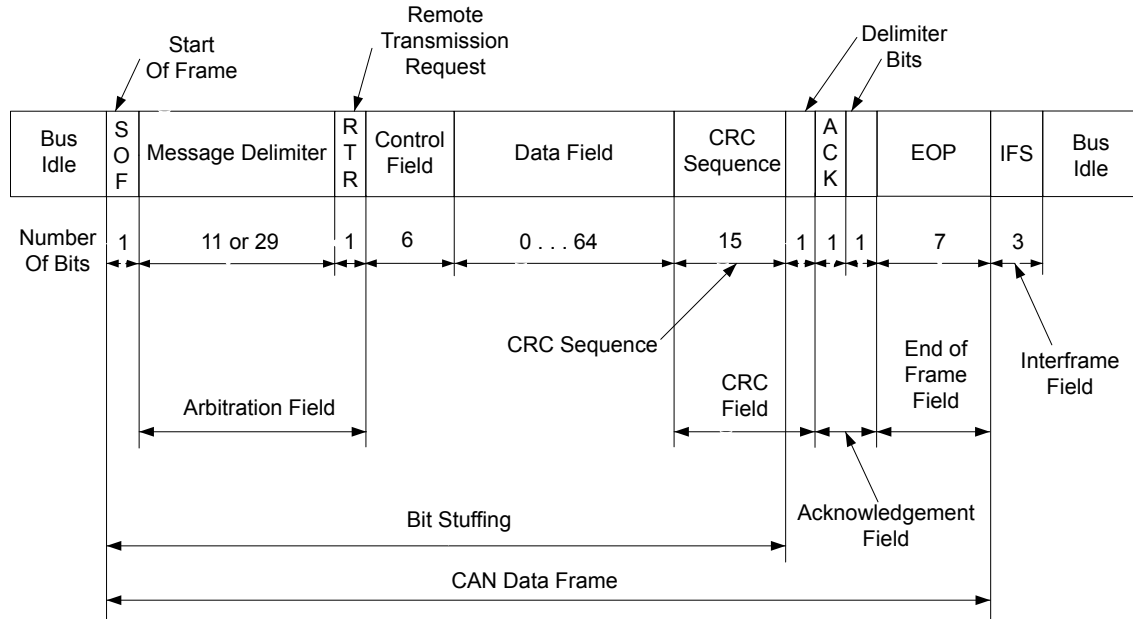 Start
Of Frame
Remote
Transmission
Request
Delimiter
Bits
Bus
Idle
S
O
F
Message Delimiter
R
T
R
Control
Field
Data Field
CRC
Sequence
A
C
K
EOP
IFS
Bus
Idle
Number
Of Bits
1
11 or 29
1
6
0 . . . 64
15
1
1
1
7
3
CRC Sequence
End of
Frame
Field
Interframe
Field
Arbitration Field
CRC
Field
Bit Stuffing
Acknowledgement
Field
CAN Data Frame